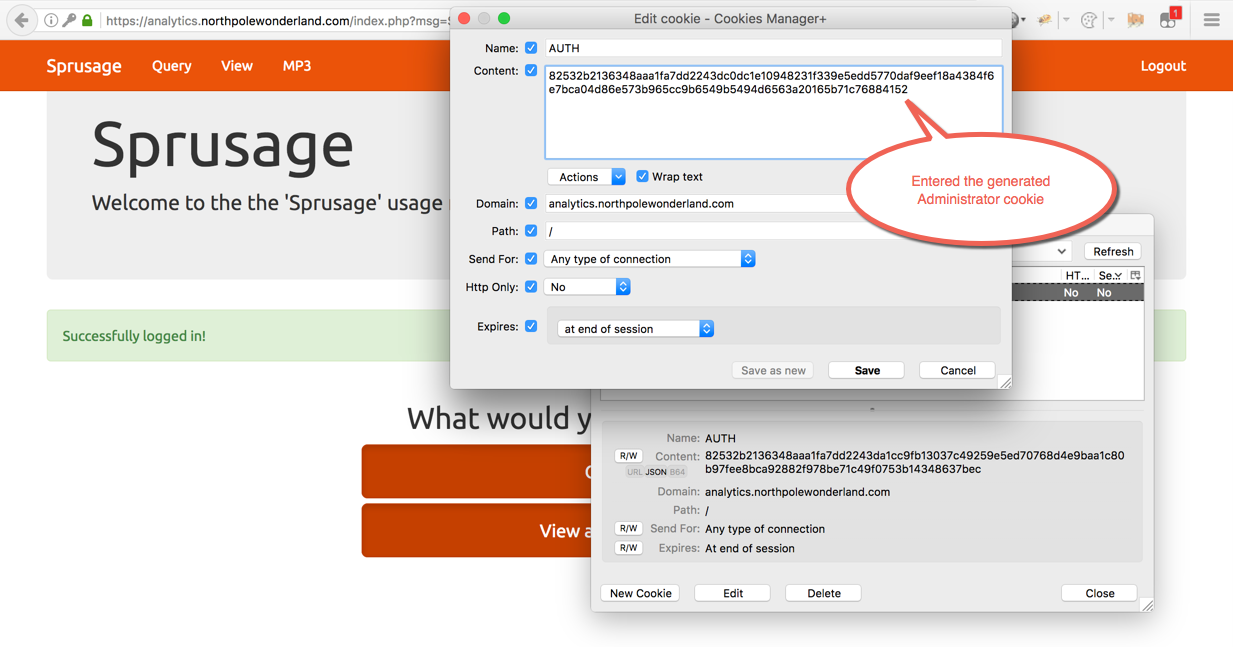 https://analytics.northpolewonderland.com/index.php?msg=
Edit cookie - Cookies Manager+
1
Sprusage Query View MP3 Logout
Name: AUTH
Content: 82532b2136348aaa1fa7dd2243dc0dc1e10948231f339e5edd5770daf9eef18a4384f6
e7bca04d86e573b965cc9b6549b5494d6563a20165b71c76884152
Actions Wrap text
Domain: analytics.northpolewonderland.com
Path: /
Send For: Any type of connection
Http Only: No
Expires: at end of session
Save as new Save Cancel
Entered the generated
Administrator cookie
Sprusage
Welcome to the the 'Sprusage' usage
Refresh
HT... Se...
No No
Successfully logged in!
What would y
View a
Name: AUTH
R/W Content: 82532b2136348aaa1fa7dd2243da1cc9fb13037c49259e5ed70768d4e9baa1c80
URL JSON B64 b97fee8bca92882f978be71c49f0753b14348637bec
Domain: analytics.northpolewonderland.com
Path: /
R/W Send For: Any type of connection
R/W Expires: At end of session
New Cookie Edit Delete Close